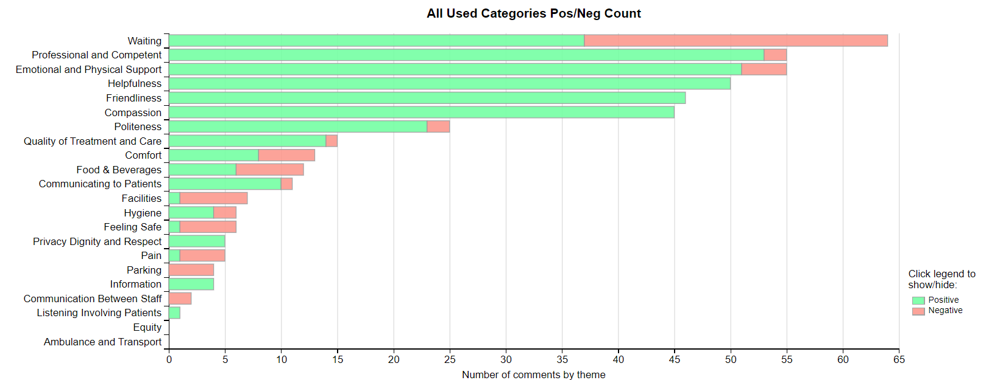 All Used Categories Pos/Neg Count
Waiting
Professional and Competent
Emotional and Physical Support
Helpfulness
Friendliness
Compassion
Politeness
Quality of Treatment and Care
Comfort
Food & Beverages
Communicating to Patients
Facilities
Hygiene
Feeling Safe
Privacy Dignity and Respect
Pain
Parking
Information
Communication Between Staff
Listening Involving Patients
Equity
Ambulance and Transport
0 5 10 15 20 25 30 35 40 45 50 55 60 65
Number of comments by theme
Click legend to
show/hide:
Positive
Negative